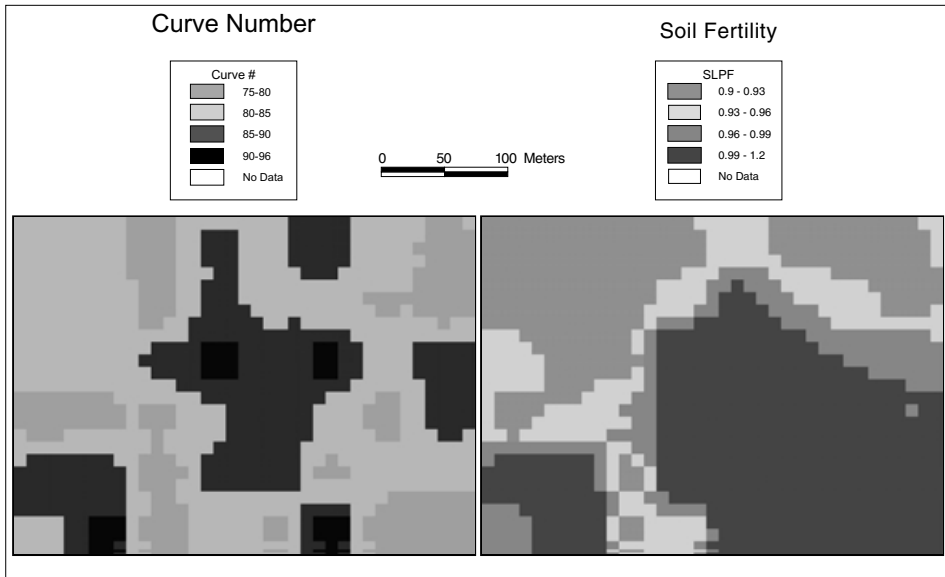 Curve Number
Soil Fertility
Curve #
75-80
80-85
85-90
90-96
No Data
0 50 100 Meters
SLPF
0.9 - 0.93
0.93 - 0.96
0.96 - 0.99
0.99 - 1.2
No Data